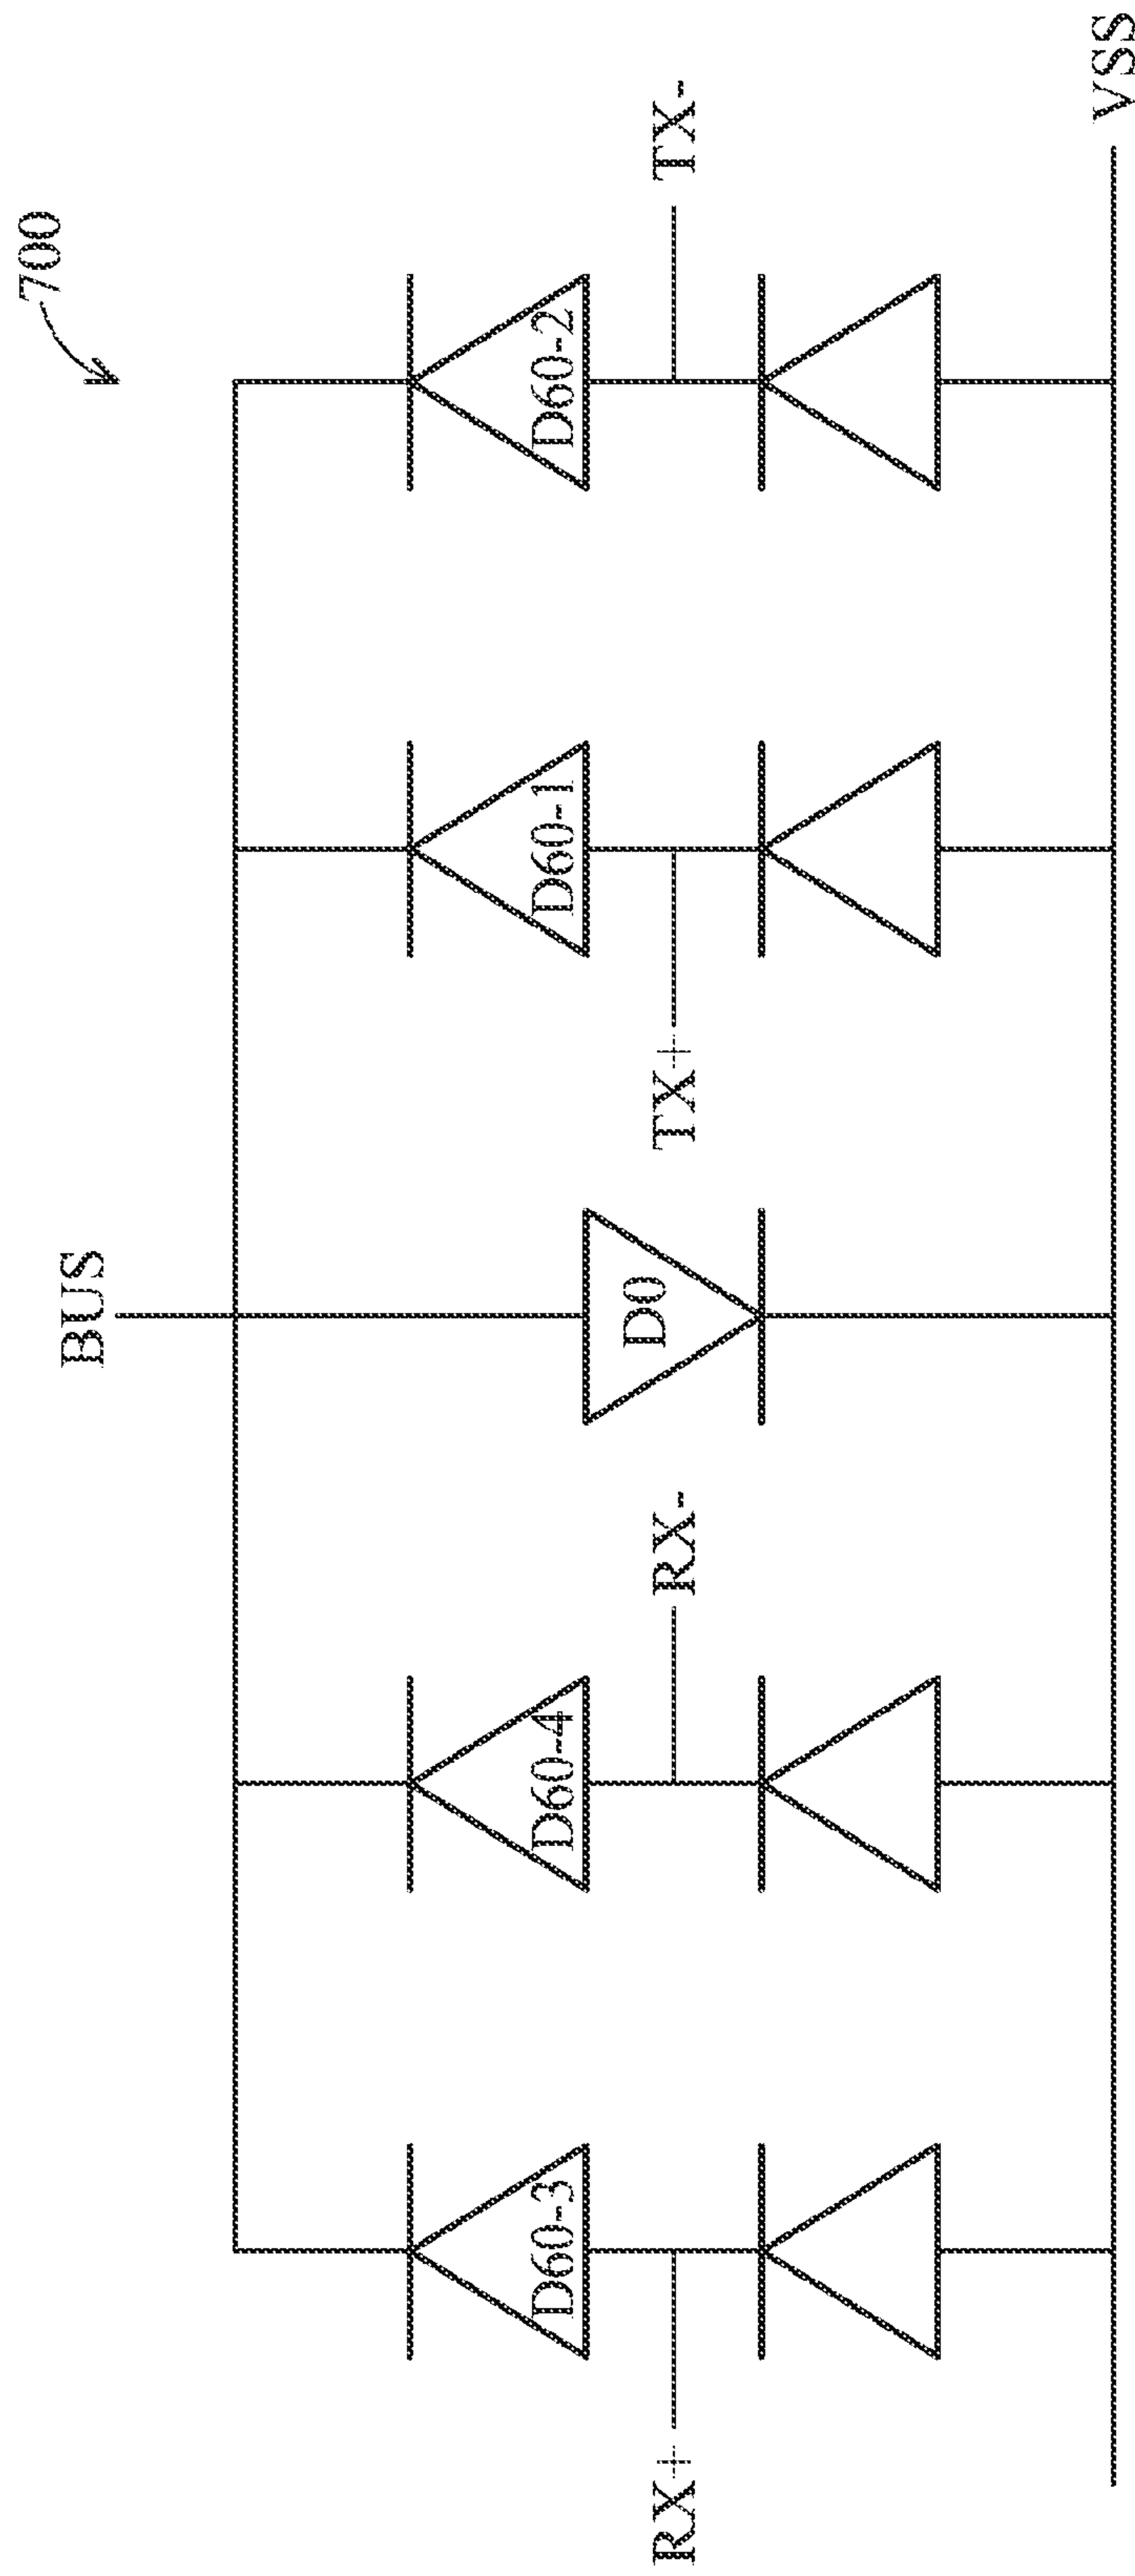 700
BUS
D60-3
D60-4
D60-1
D60-2
D0
RX+
RX-
TX+
TX-
VSS